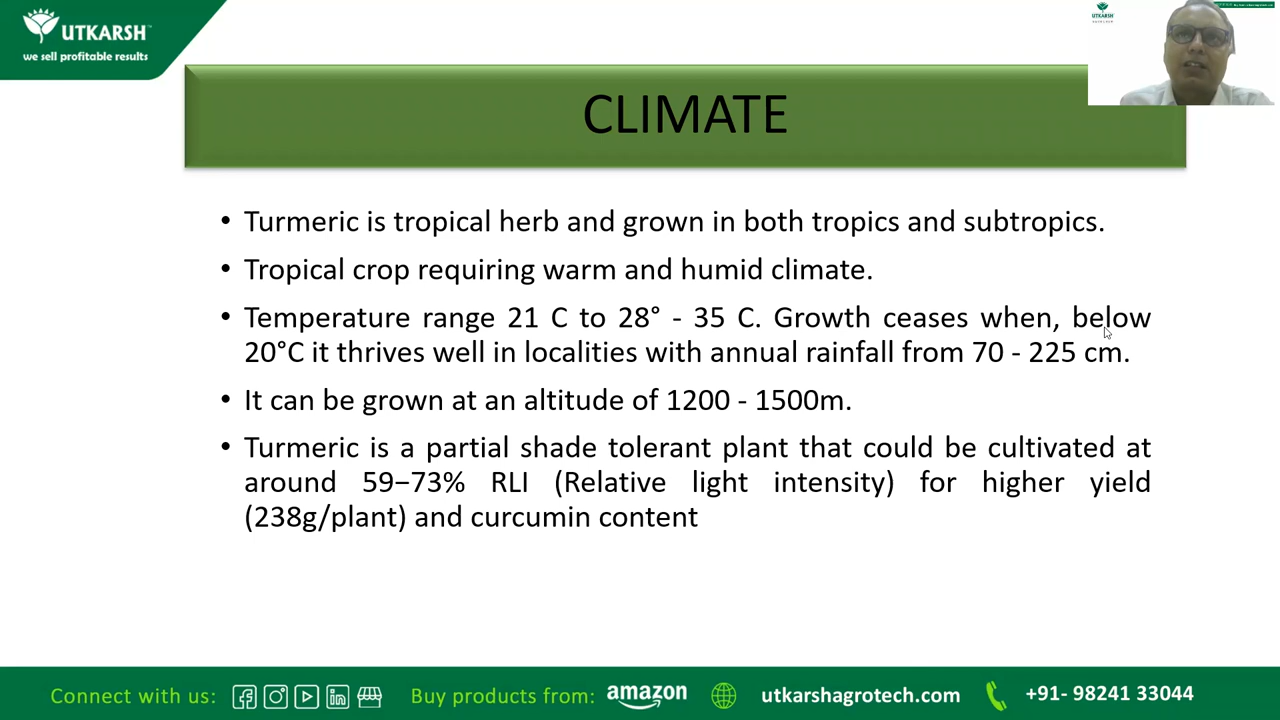 UTKARSH™
we sell profitable results
UTKARSH
CLIMATE
• Turmeric is tropical herb and grown in both tropics and subtropics.
• Tropical crop requiring warm and humid climate.
• Temperature range 21 C to 28° - 35 C. Growth ceases when, below
20°C it thrives well in localities with annual rainfall from 70 - 225 cm.
• It can be grown at an altitude of 1200 - 1500m.
• Turmeric is a partial shade tolerant plant that could be cultivated at
around 59–73% RLI (Relative light intensity) for higher yield
(238g/plant) and curcumin content
Connect with us: Buy products from: amazon utkarshagrotech.com +91- 98241 33044